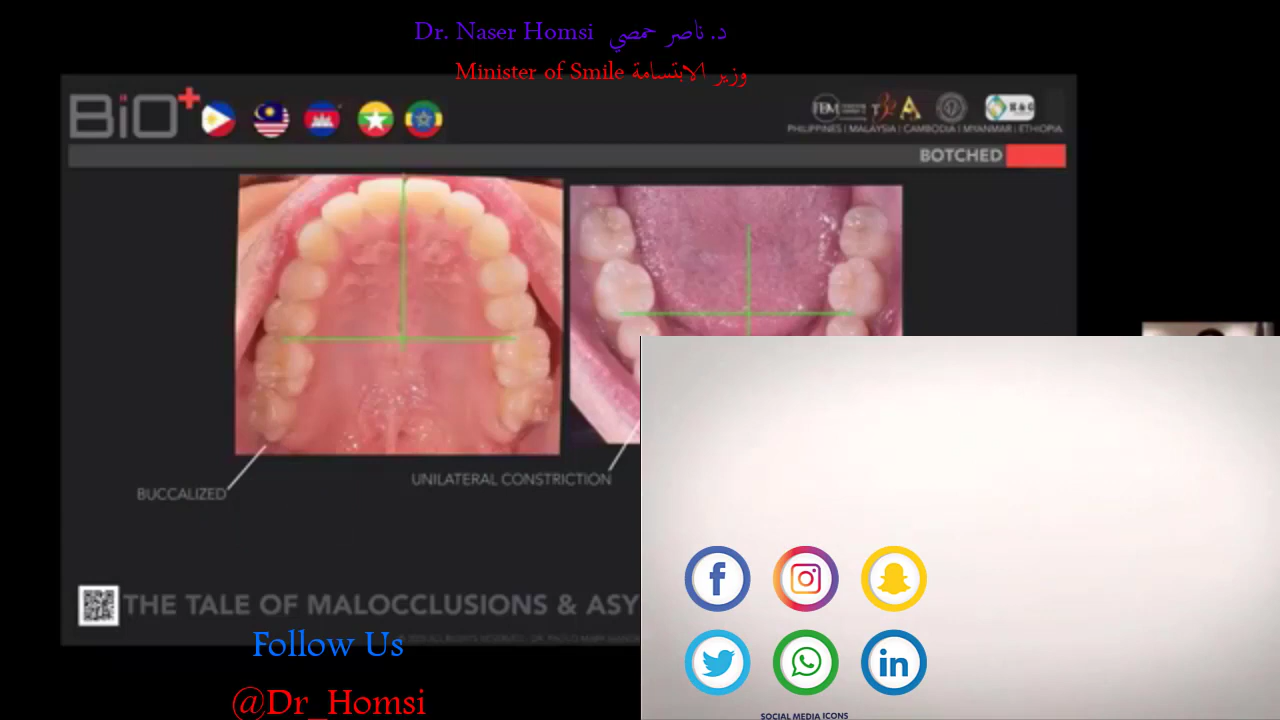 Dr. Naser Homsi د. ناصر حمصي
Minister of Smile وزير الابتسامة
BiO+
PHILIPPINES | MALAYSIA | CAMBODIA | MYANMAR | ETHIOPIA
BOTCHED
UNILATERAL CONSTRICTION
BUCCALIZED
THE TALE OF MALOCCLUSIONS & ASY
Follow Us
@Dr_Homsi
SOCIAL MEDIA ICONS